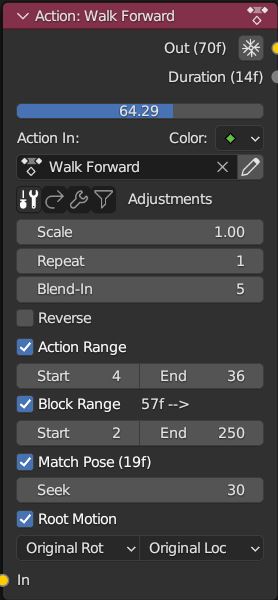 Action: Walk Forward
Out (70f)
Duration (14f)
64.29
Action In: Color:
Walk Forward
Adjustments
Scale 1.00
Repeat 1
Blend-In 5
Reverse
Action Range
Start 4 End 36
Block Range 57f -->
Start 2 End 250
Match Pose (19f)
Seek 30
Root Motion
Original Rot Original Loc
In